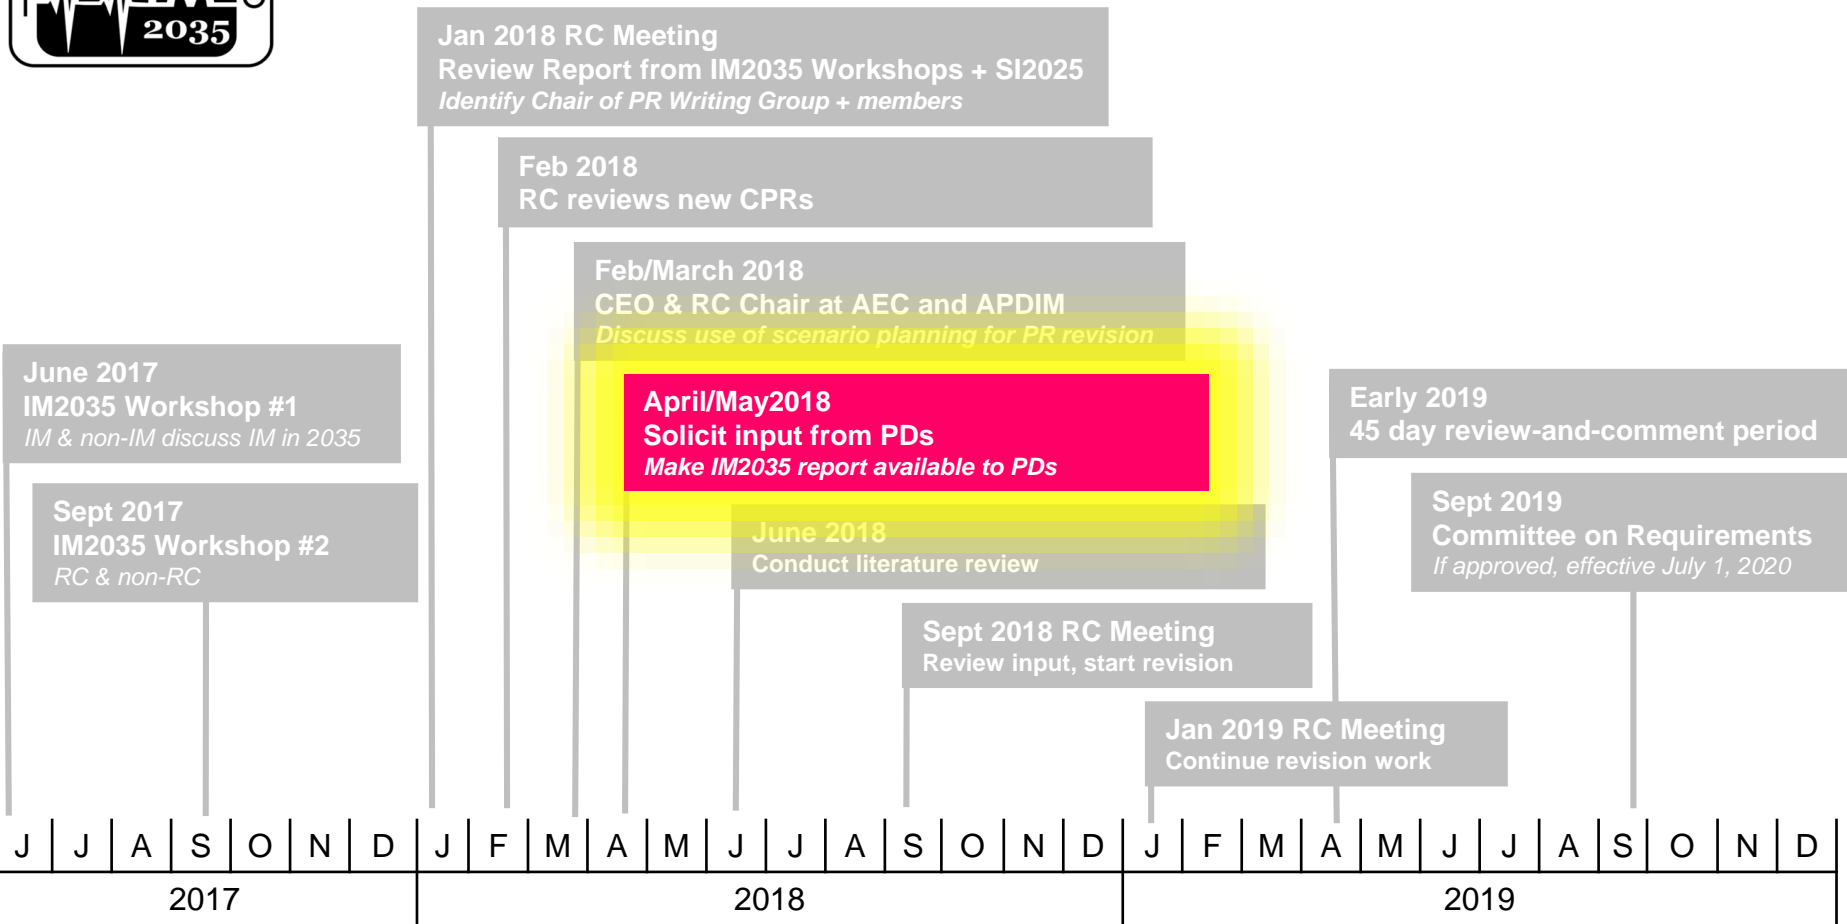 2035
Jan 2018 RC Meeting
Review Report from IM2035 Workshops + SI2025
Identify Chair of PR Writing Group + members
Feb 2018
RC reviews new CPRs
Feb/March 2018
CEO & RC Chair at AEC and APDIM
Discuss use of scenario planning for PR revision
June 2017
IM2035 Workshop #1
IM & non-IM discuss IM in 2035
April/May2018
Solicit input from PDs
Make IM2035 report available to PDs
Early 2019
45 day review-and-comment period
Sept 2017
IM2035 Workshop #2
RC & non-RC
June 2018
Conduct literature review
Sept 2019
Committee on Requirements
If approved, effective July 1, 2020
Sept 2018 RC Meeting
Review input, start revision
Jan 2019 RC Meeting
Continue revision work
J J A S O N D J F M A M J J A S O N D J F M A M J J A S O N D
2017 2018 2019